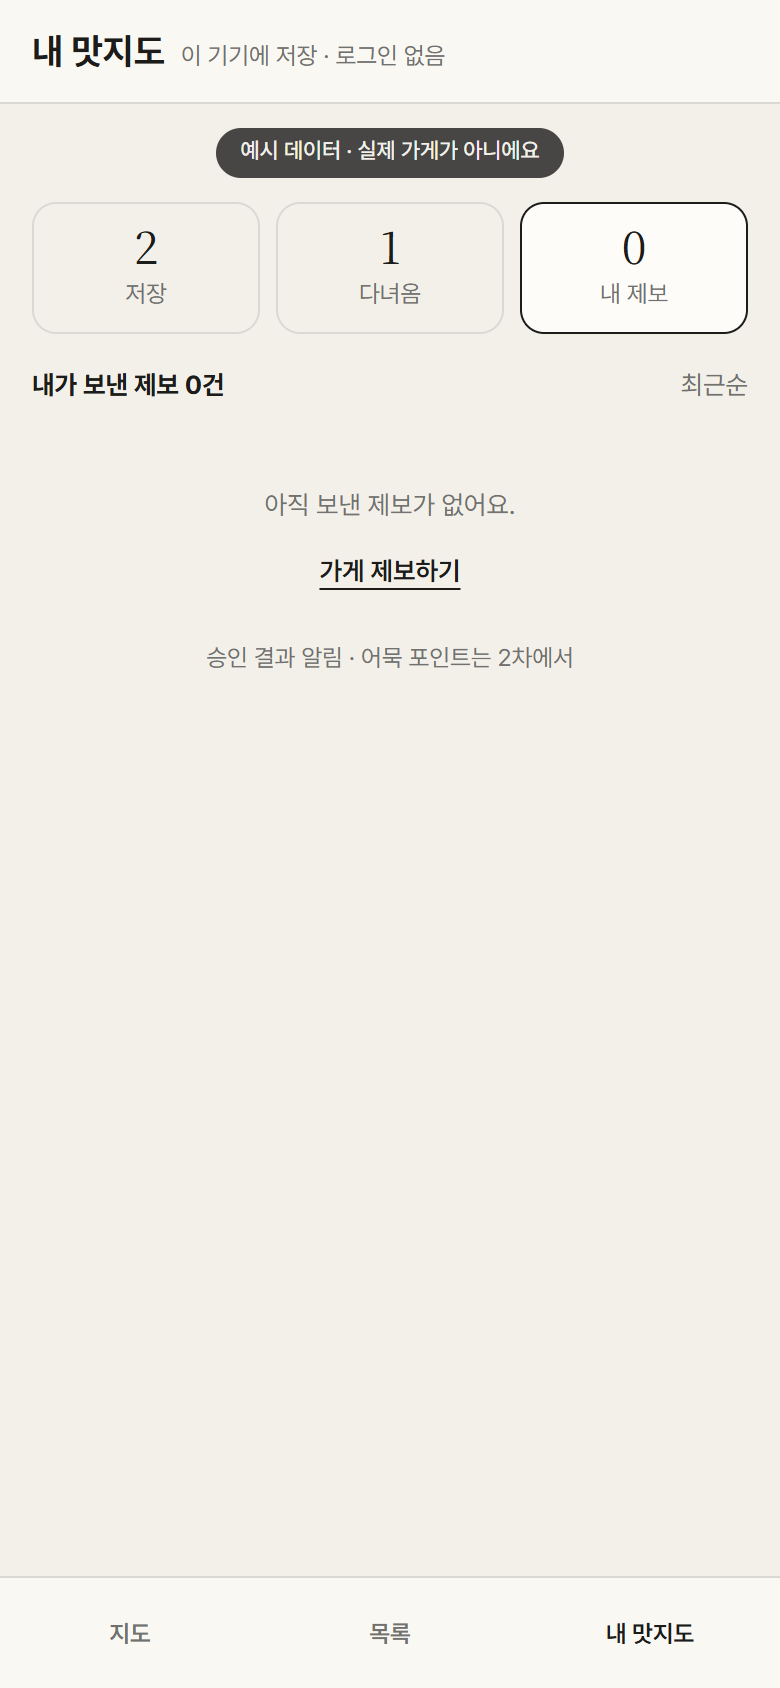 내 맛지도 이 기기에 저장 · 로그인 없음
예시 데이터 · 실제 가게가 아니에요
2 1 0
저장 다녀옴 내 제보
내가 보낸 제보 0건 최근순
아직 보낸 제보가 없어요.
가게 제보하기
승인 결과 알림 · 어묵 포인트는 2차에서
지도 목록 내 맛지도